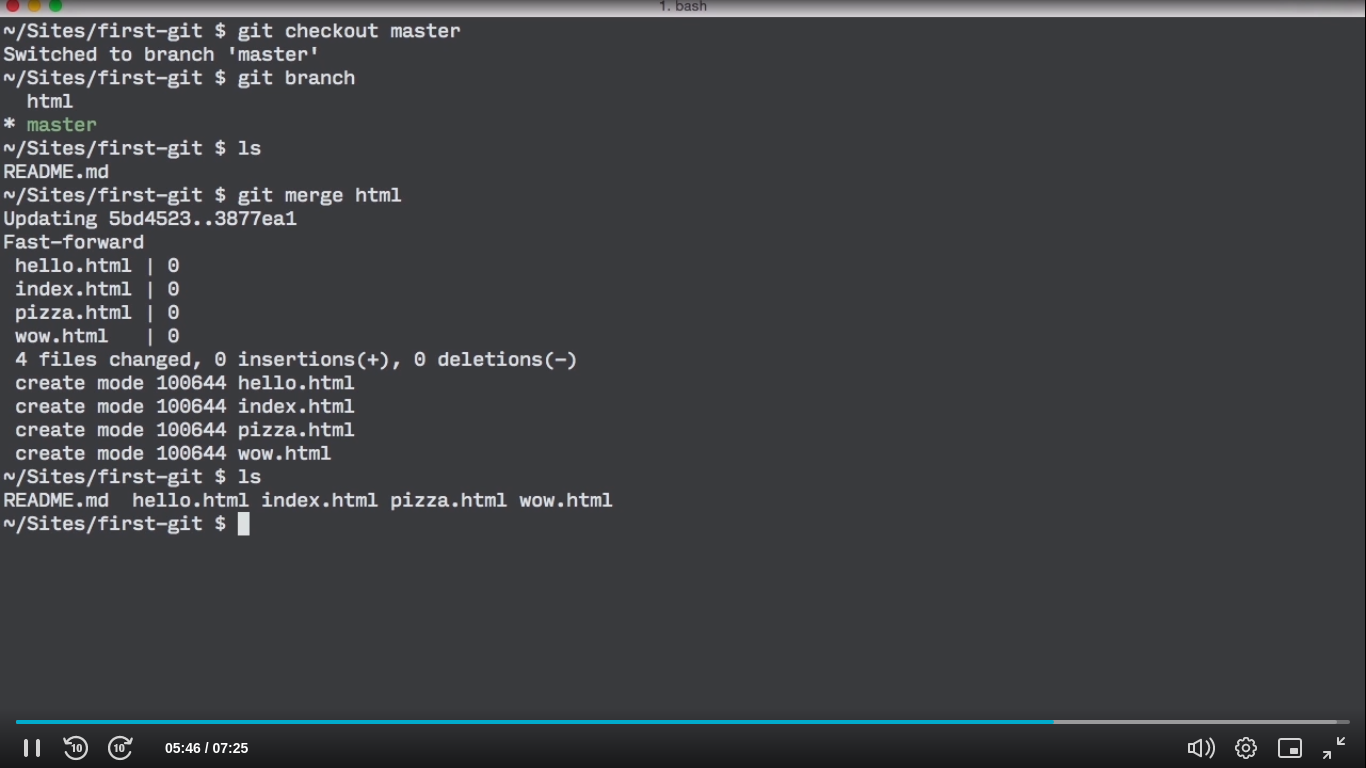 1. bash
~/Sites/first-git $ git checkout master
Switched to branch 'master'
~/Sites/first-git $ git branch
  html
* master
~/Sites/first-git $ ls
README.md
~/Sites/first-git $ git merge html
Updating 5bd4523..3877ea1
Fast-forward
 hello.html | 0
 index.html | 0
 pizza.html | 0
 wow.html   | 0
 4 files changed, 0 insertions(+), 0 deletions(-)
 create mode 100644 hello.html
 create mode 100644 index.html
 create mode 100644 pizza.html
 create mode 100644 wow.html
~/Sites/first-git $ ls
README.md  hello.html index.html pizza.html wow.html
~/Sites/first-git $
10 10 05:46 / 07:25